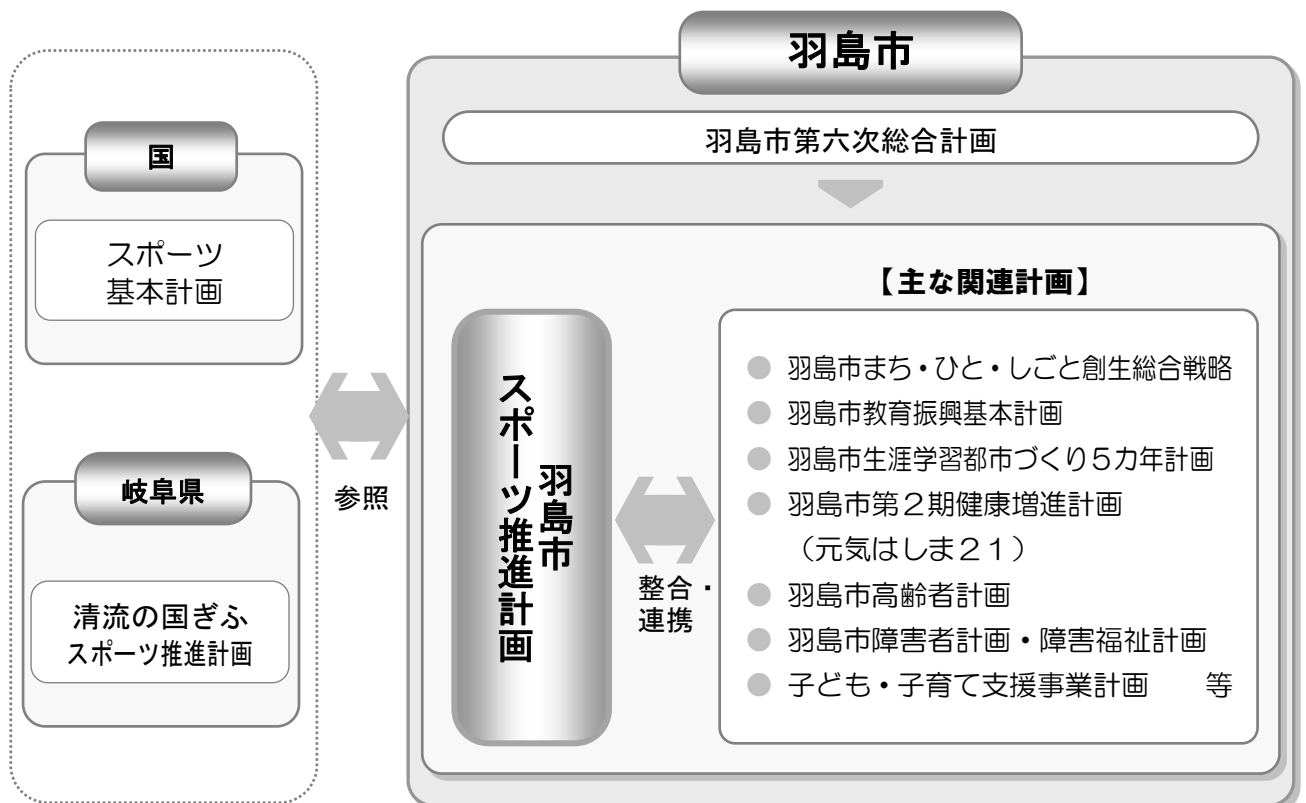 国
スポーツ
基本計画
岐阜県
清流の国ぎふ
スポーツ推進計画
参照
羽島市
羽島市第六次総合計画
羽島市
スポーツ推進計画
整合・
連携
【主な関連計画】
● 羽島市まち・ひと・しごと創生総合戦略
● 羽島市教育振興基本計画
● 羽島市生涯学習都市づくり５カ年計画
● 羽島市第２期健康増進計画
（元気はしま２１）
● 羽島市高齢者計画
● 羽島市障害者計画・障害福祉計画
● 子ども・子育て支援事業計画　等